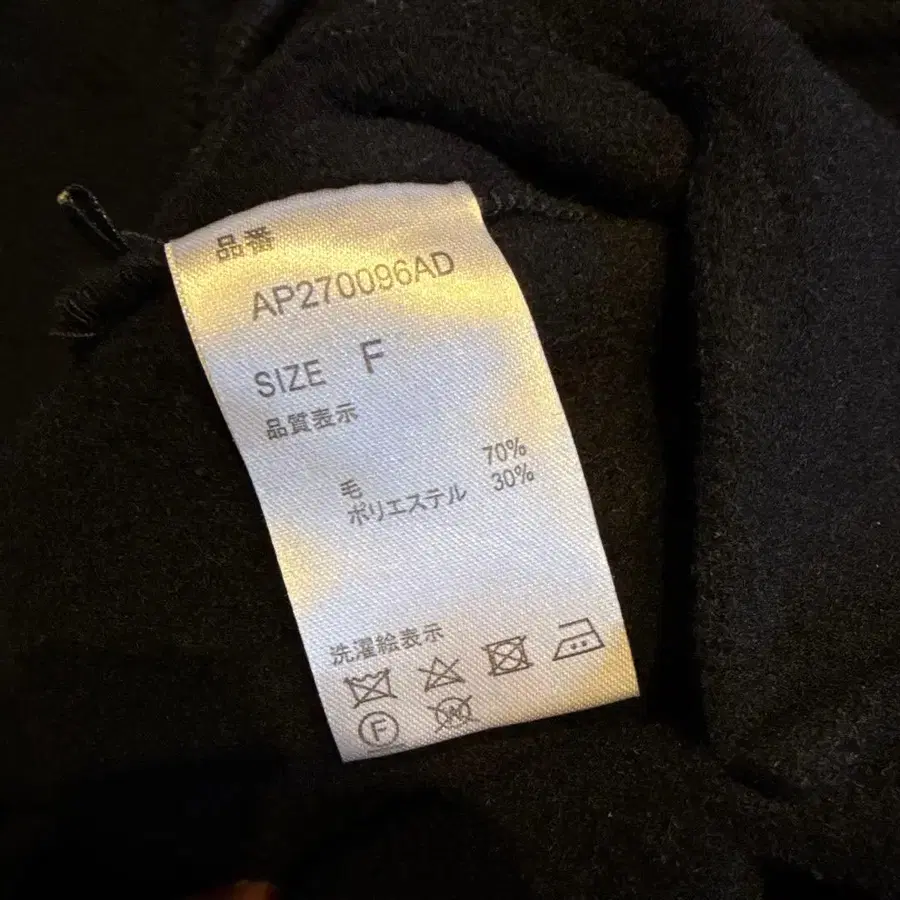 品番
AP270096AD
SIZE F
品質表示
毛 70%
ポリエステル 30%
洗濯絵表示
F W